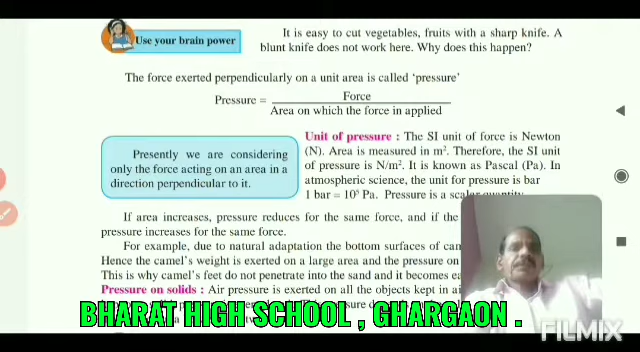 Use your brain power
It is easy to cut vegetables, fruits with a sharp knife. A
blunt knife does not work here. Why does this happen?
The force exerted perpendicularly on a unit area is called ‘pressure’
Pressure = Force
Area on which the force in applied
Presently we are considering
only the force acting on an area in a
direction perpendicular to it.
Unit of pressure : The SI unit of force is Newton
(N). Area is measured in m². Therefore, the SI unit
of pressure is N/m². It is known as Pascal (Pa). In
atmospheric science, the unit for pressure is bar
1 bar = 10⁵ Pa. Pressure is a scalar quantity.
If area increases, pressure reduces for the same force, and if the
pressure increases for the same force.
For example, due to natural adaptation the bottom surfaces of
Hence the camel’s weight is exerted on a large area and the pressure on
This is why camel’s feet do not penetrate into the sand and it becomes
Pressure on solids : Air pressure is exerted on all the objects kept in
BHARAT HIGH SCHOOL , GHARGAON .
FILMIX